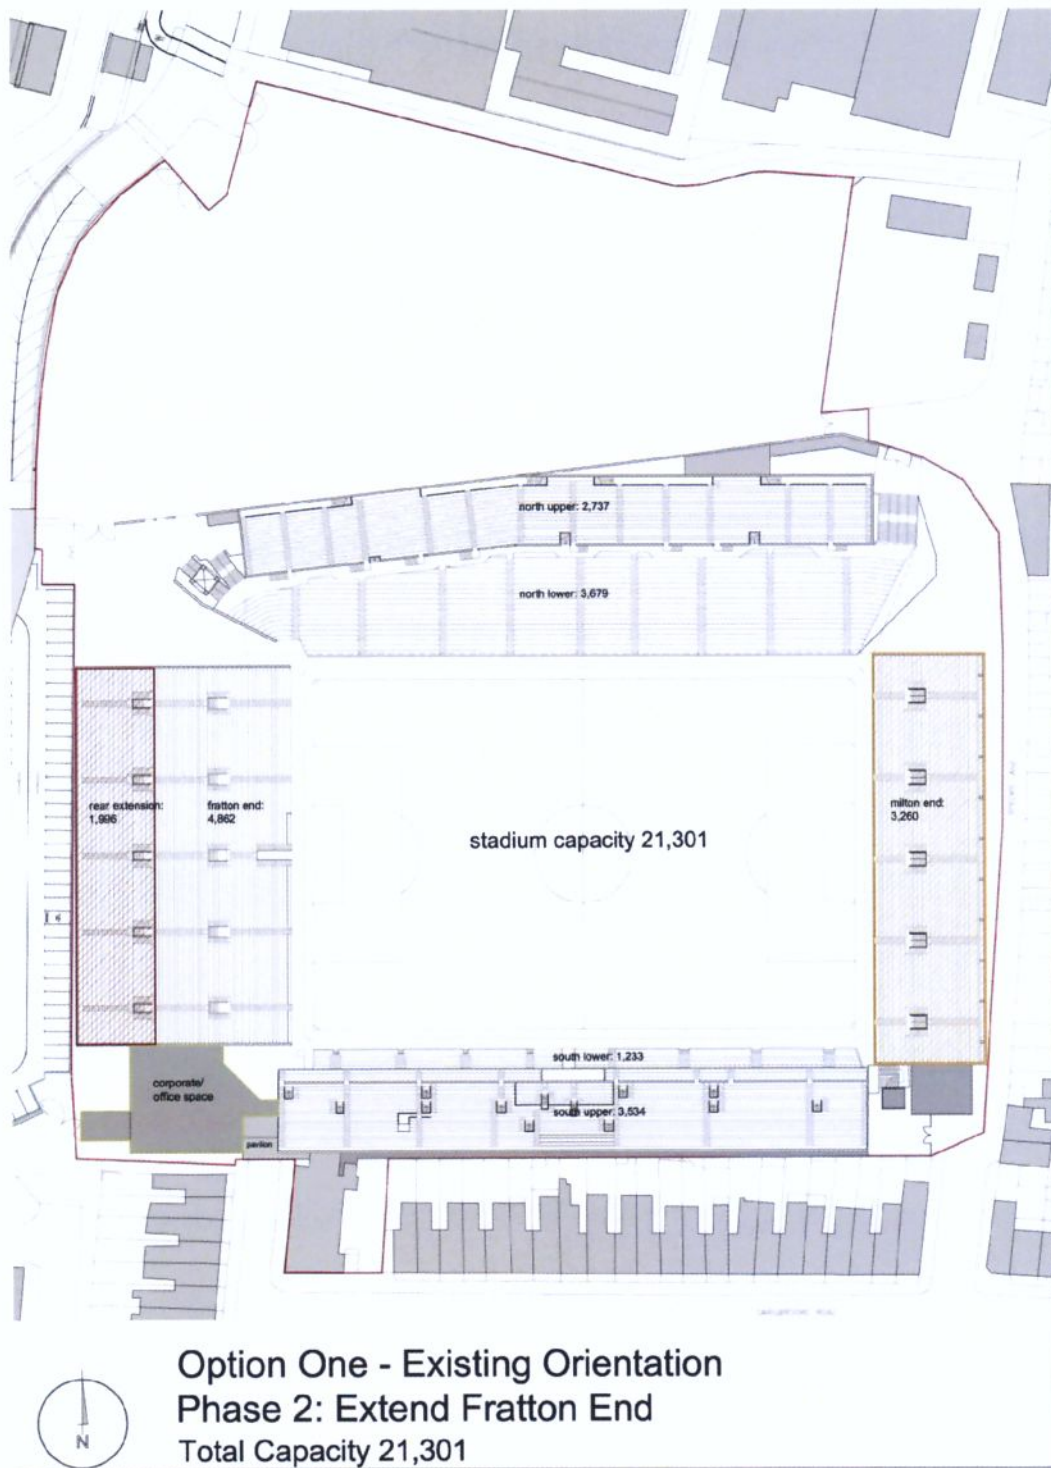 north upper: 2,737
north lower: 3,679
rear extension:
1,996
fratton end:
4,862
stadium capacity 21,301
milton end:
3,260
south lower: 1,233
south upper: 3,534
corporate/
office space
pavilion
Option One - Existing Orientation
Phase 2: Extend Fratton End
Total Capacity 21,301
N